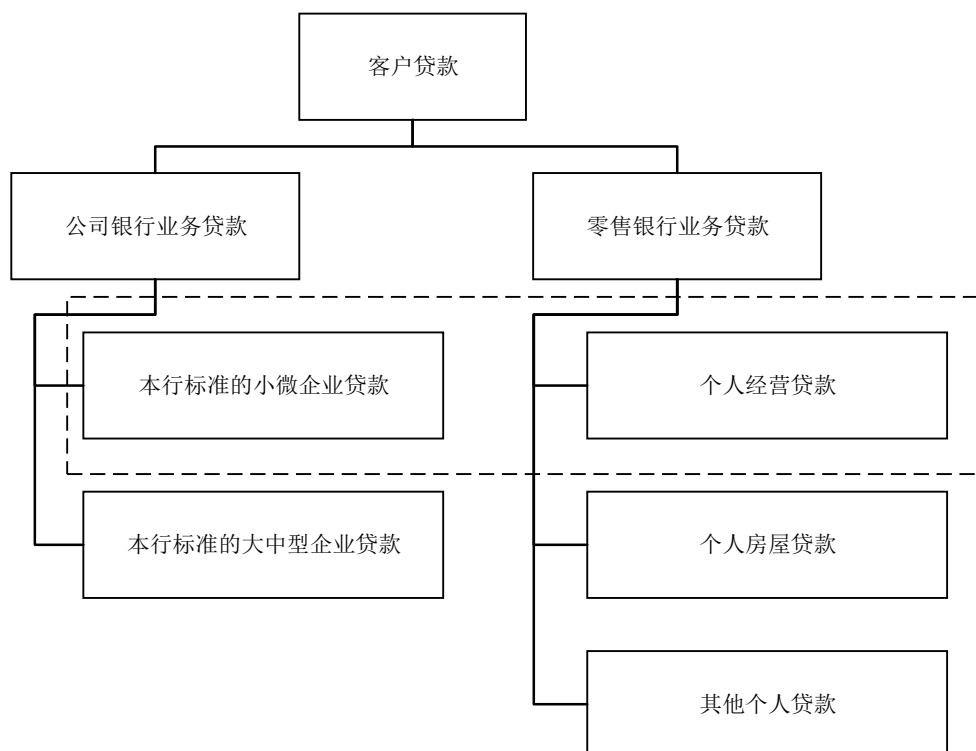 客户贷款
公司银行业务贷款
零售银行业务贷款
本行标准的小微企业贷款
个人经营贷款
本行标准的大中型企业贷款
个人房屋贷款
其他个人贷款